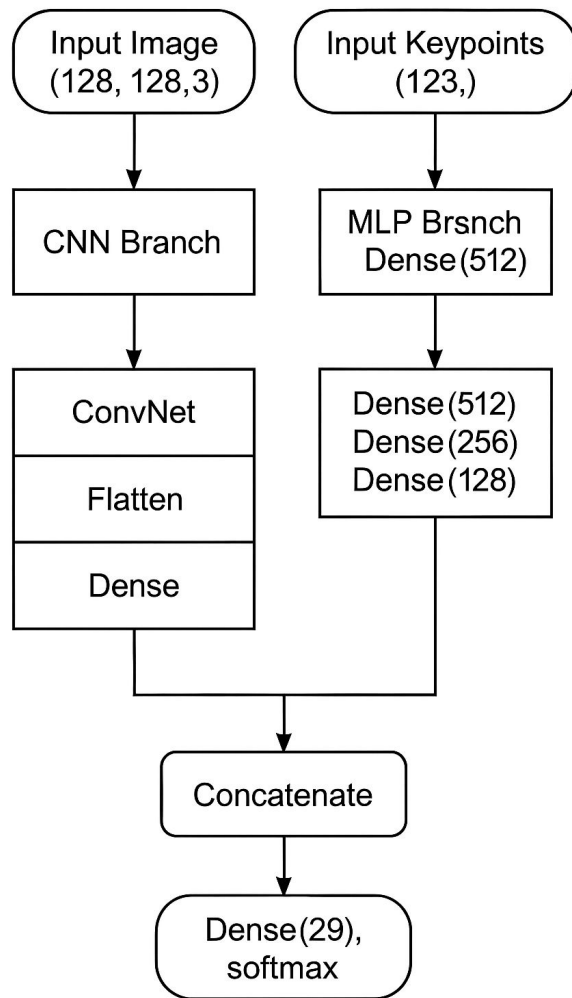 Input Image
(128, 128,3)
Input Keypoints
(123,)
CNN Branch
MLP Brsnch
Dense(512)
ConvNet
Flatten
Dense
Dense(512)
Dense(256)
Dense(128)
Concatenate
Dense(29),
softmax